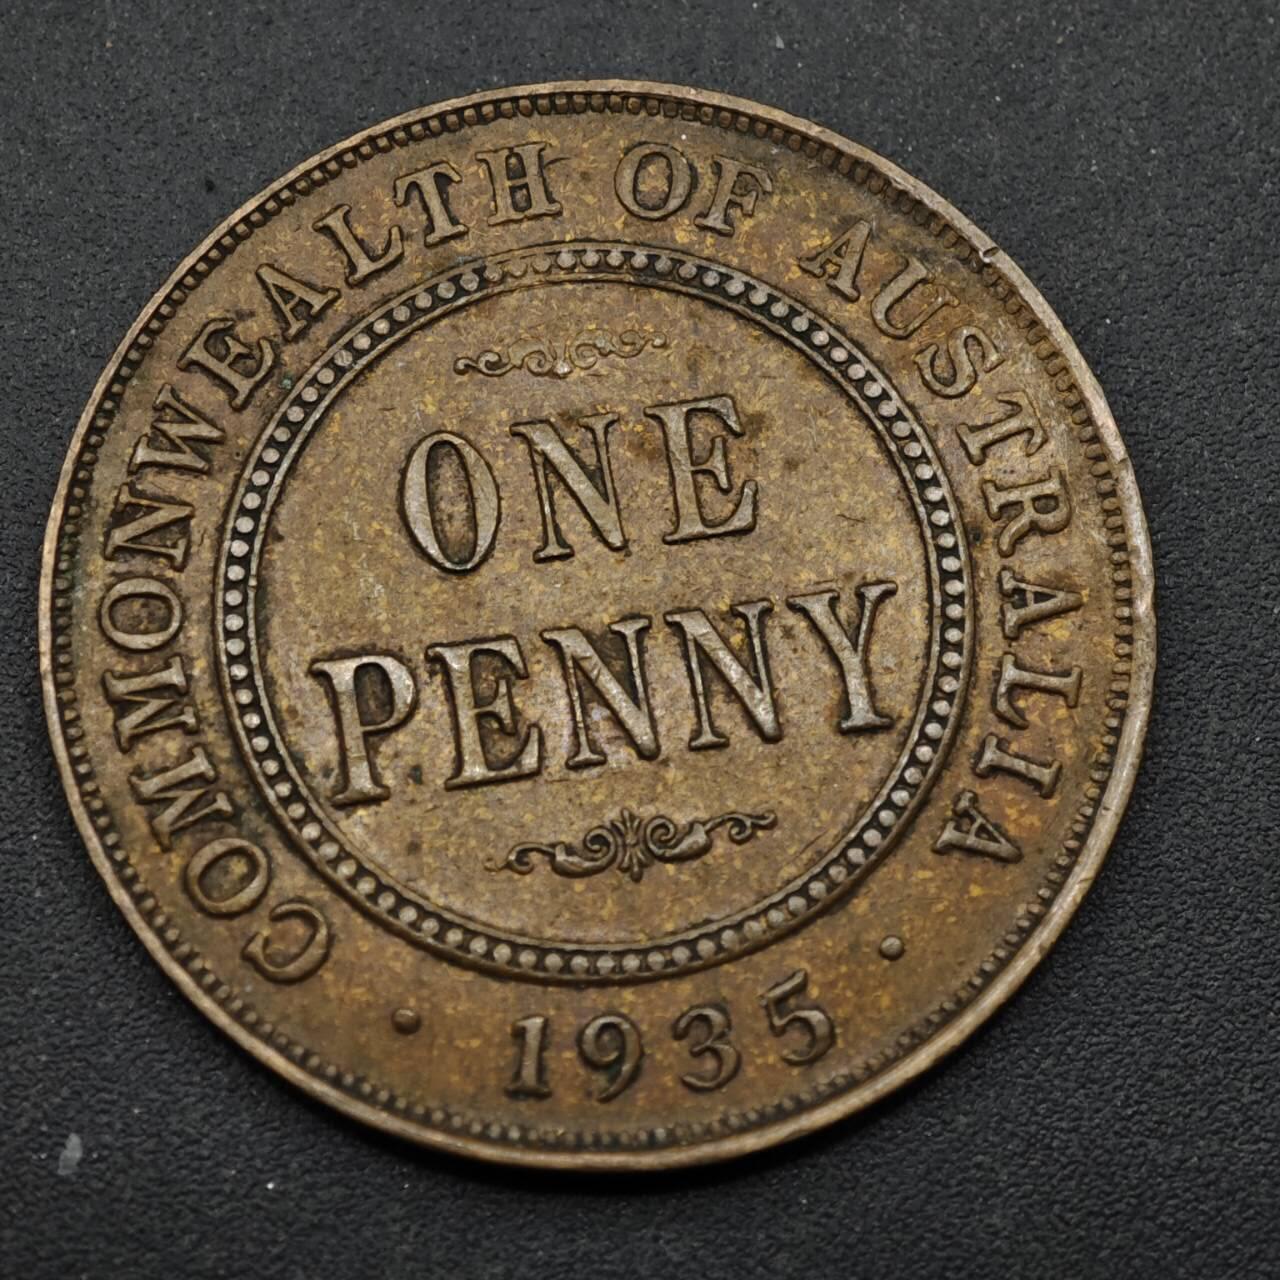 COMMONWEALTH OF AUSTRALIA
ONE
PENNY
· 1935 ·